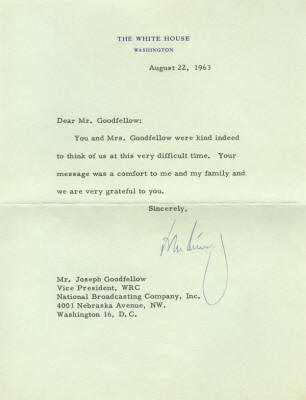 THE WHITE HOUSE
WASHINGTON
August 22, 1963
Dear Mr. Goodfellow:
You and Mrs. Goodfellow were kind indeed
to think of us at this very difficult time. Your
message was a comfort to me and my family and
we are very grateful to you.
Sincerely,
Mr. Joseph Goodfellow
Vice President, WRC
National Broadcasting Company, Inc.
4001 Nebraska Avenue, NW.
Washington 16, D. C.